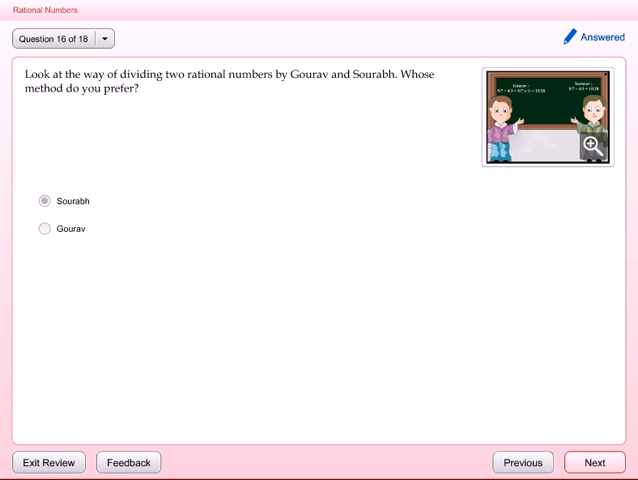 Rational Numbers
Question 16 of 18
Answered
Look at the way of dividing two rational numbers by Gourav and Sourabh. Whose
method do you prefer?
Gourav :
Sourabh
Gourav
Exit Review
Feedback
Previous
Next